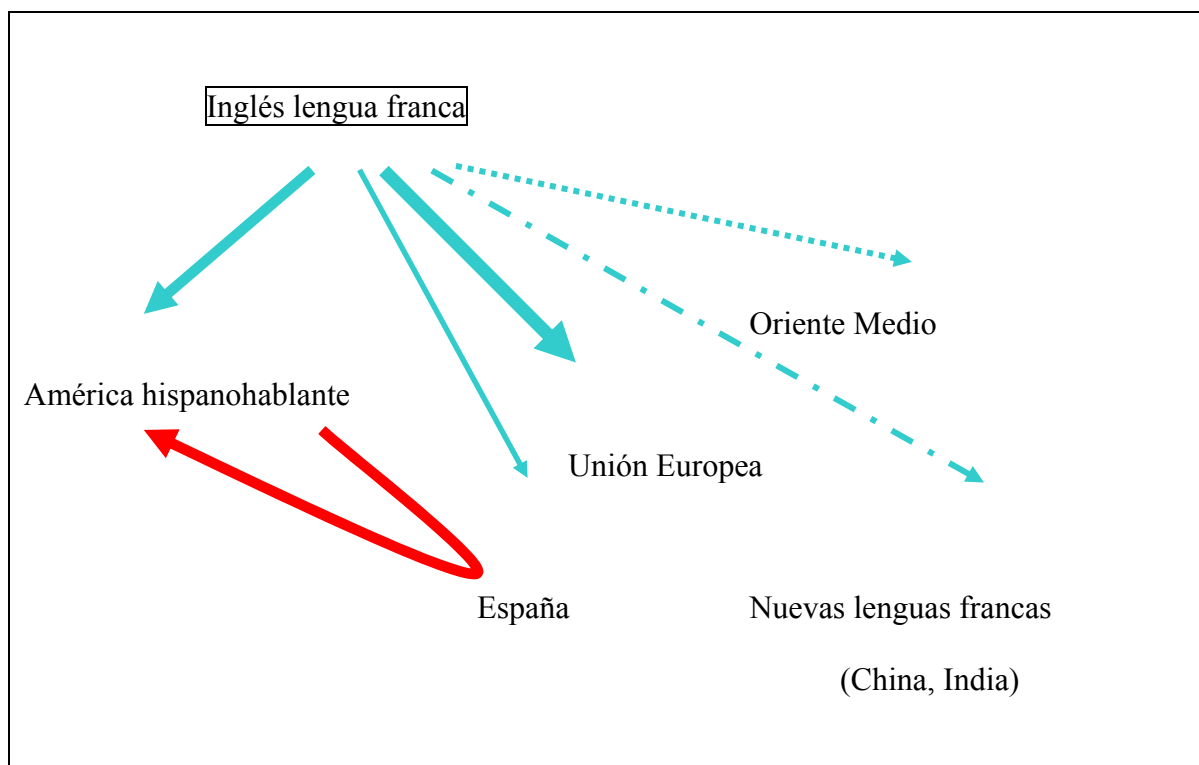 Inglés lengua franca
Oriente Medio
América hispanohablante
Unión Europea
España
Nuevas lenguas francas
(China, India)